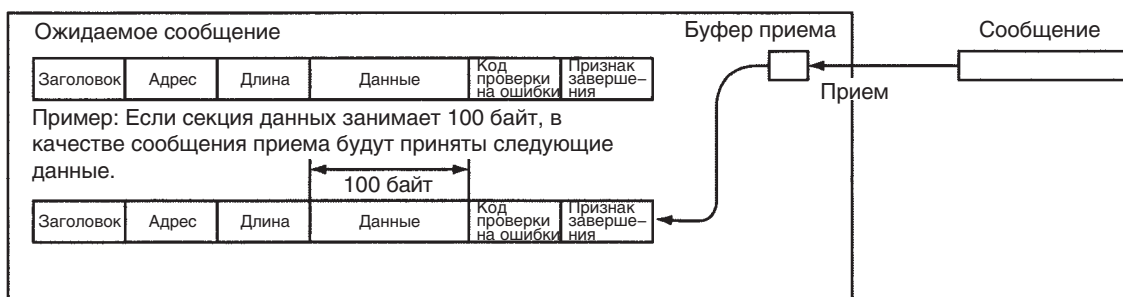 Ожидаемое сообщение
Буфер приема
Сообщение
Заголовок Адрес Длина Данные Код проверки на ошибки Признак заверше–ния
Прием
Пример: Если секция данных занимает 100 байт, в
качестве сообщения приема будут приняты следующие
данные.
100 байт
Заголовок Адрес Длина Данные Код проверки на ошибки Признак заверше–ния